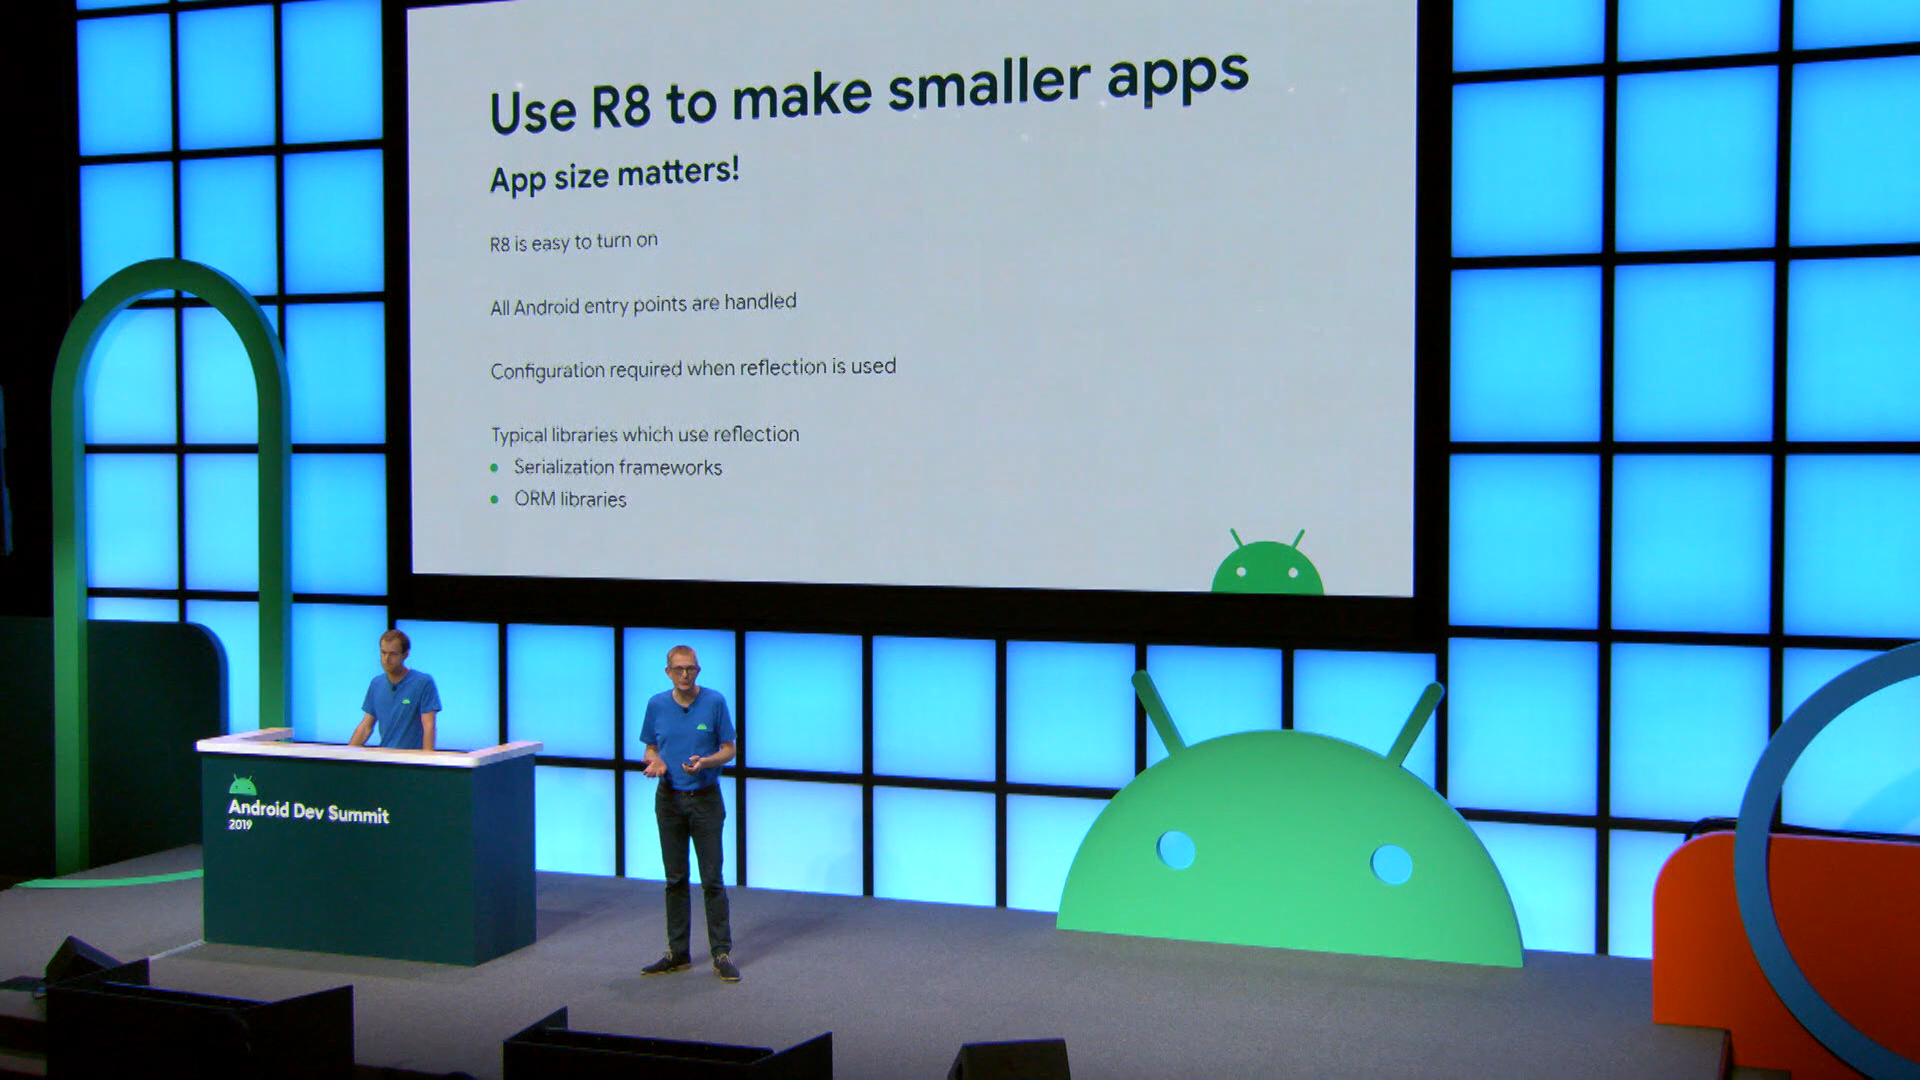 Use R8 to make smaller apps
App size matters!
R8 is easy to turn on
All Android entry points are handled
Configuration required when reflection is used
Typical libraries which use reflection
Serialization frameworks
ORM libraries
Android Dev Summit
2019